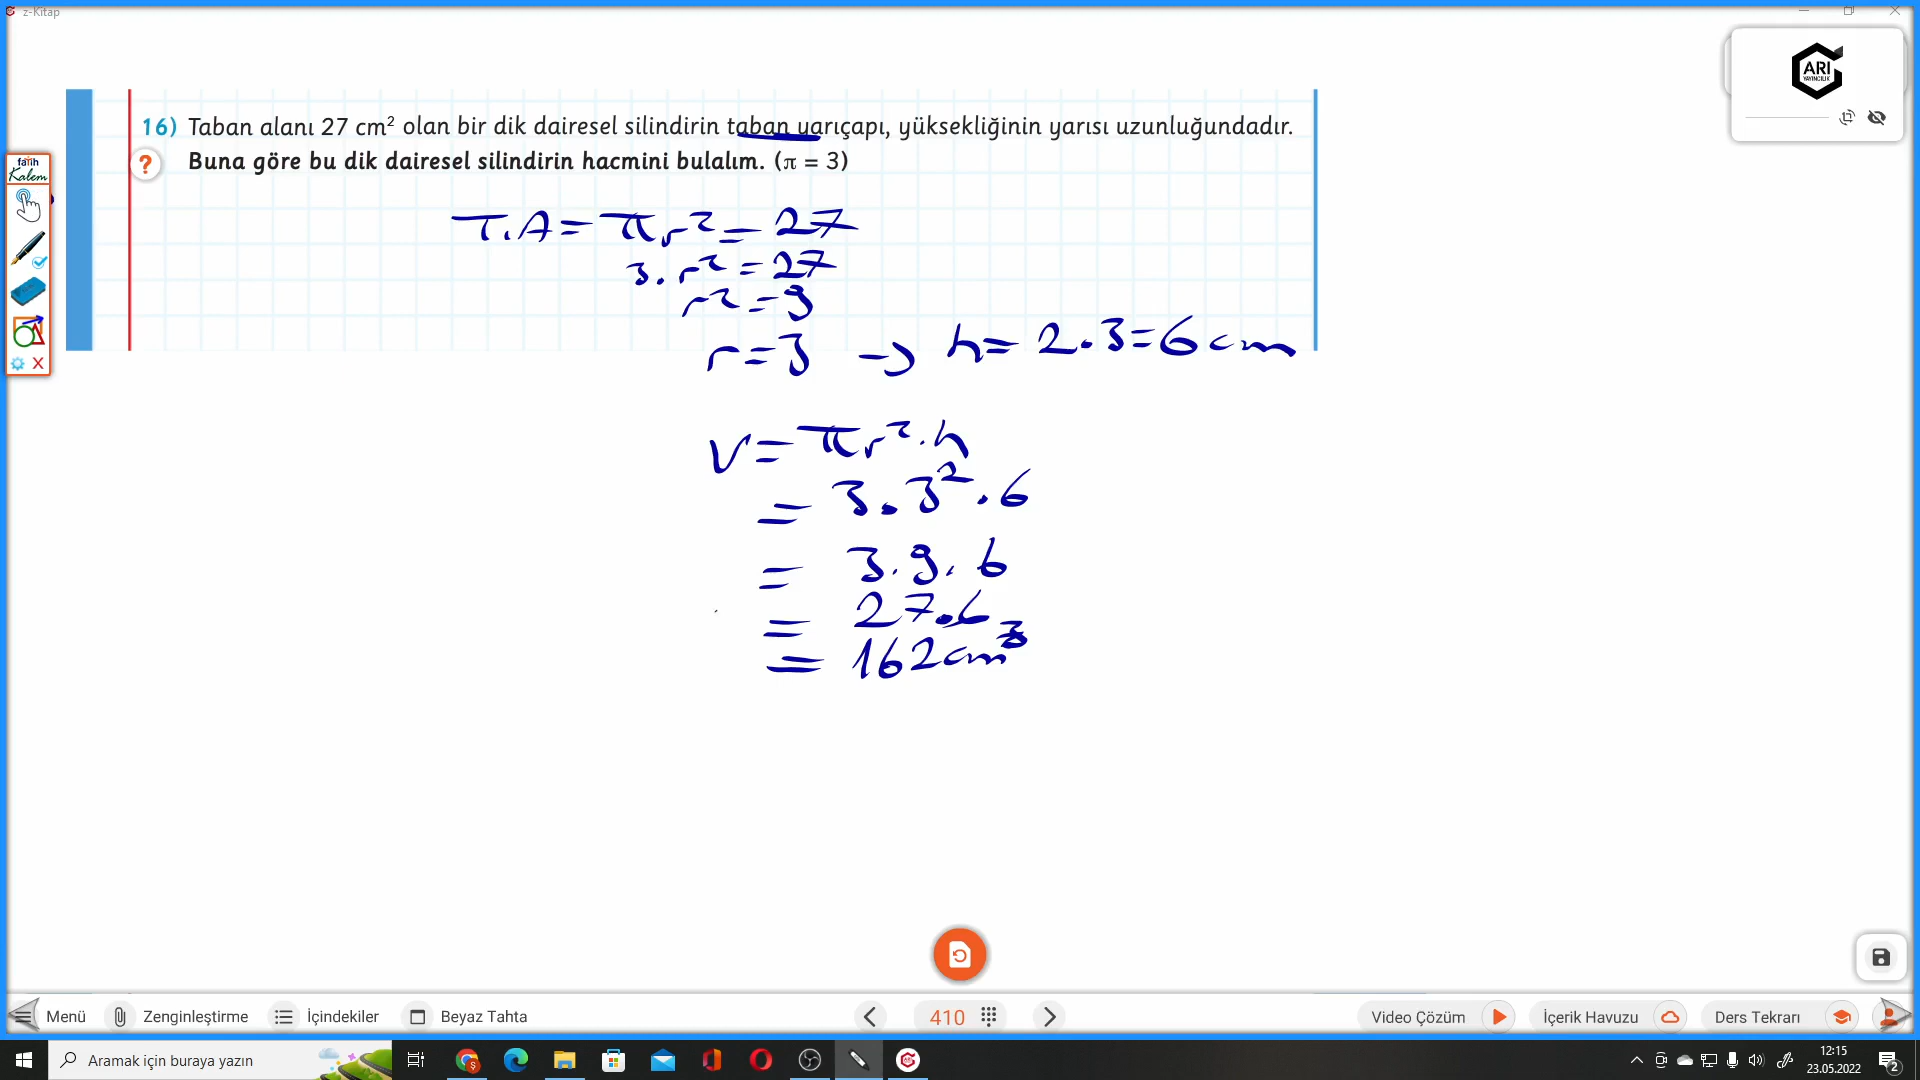 z-Kitap
ARI
YAYINCILIK
16) Taban alanı 27 cm² olan bir dik dairesel silindirin taban yarıçapı, yüksekliğinin yarısı uzunluğundadır.
? Buna göre bu dik dairesel silindirin hacmini bulalım. (π = 3)
fatih
Kalem
T.A = πr² = 27
3.r² = 27
r² = 9
r = 3 → h = 2.3 = 6 cm
V = πr².h
= 3.3².6
= 3.9.6
= 27.6
= 162 cm³
Menü Zenginleştirme İçindekiler Beyaz Tahta 410 Video Çözüm İçerik Havuzu Ders Tekrarı
Aramak için buraya yazın
12:15
23.05.2022
2